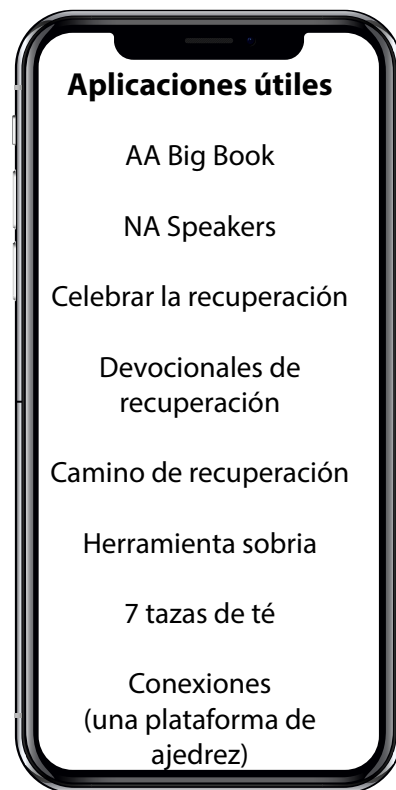 Aplicaciones útiles
AA Big Book
NA Speakers
Celebrar la recuperación
Devocionales de
recuperación
Camino de recuperación
Herramienta sobria
7 tazas de té
Conexiones
(una plataforma de
ajedrez)